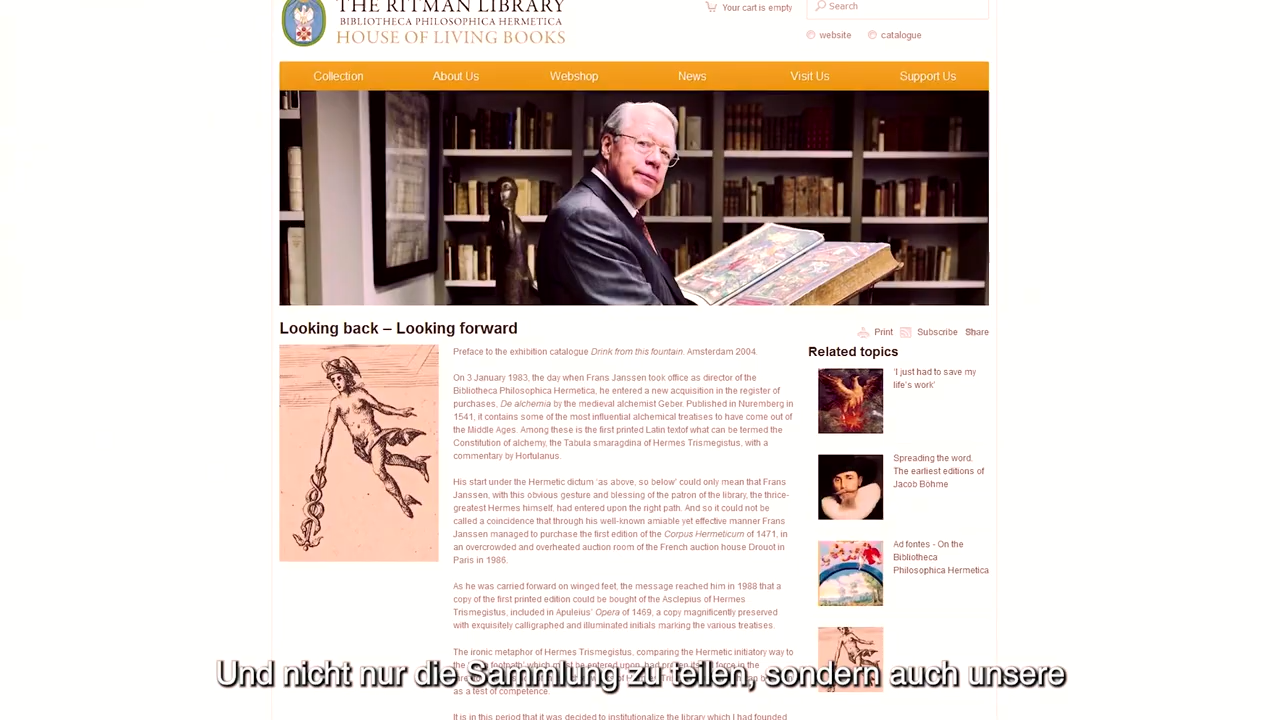 THE RITMAN LIBRARY
BIBLIOTHECA PHILOSOPHICA HERMETICA
HOUSE OF LIVING BOOKS
Your cart is empty
Search
website catalogue
Collection About Us Webshop News Visit Us Support Us
Looking back – Looking forward
Print Subscribe Share
Preface to the exhibition catalogue Drink from this fountain. Amsterdam 2004.
On 3 January 1983, the day when Frans Janssen took office as director of the
Bibliotheca Philosophica Hermetica, he entered a new acquisition in the register of
purchases, De alchemia by the medieval alchemist Geber. Published in Nuremberg in
1541, it contains some of the most influential alchemical treatises to have come out of
the Middle Ages. Among these is the first printed Latin textof what can be termed the
Constitution of alchemy, the Tabula smaragdina of Hermes Trismegistus, with a
commentary by Hortulanus.
His start under the Hermetic dictum 'as above, so below' could only mean that Frans
Janssen, with this obvious gesture and blessing of the patron of the library, the thrice-
greatest Hermes himself, had entered upon the right path. And so it could not be
called a coincidence that through his well-known amiable yet effective manner Frans
Janssen managed to purchase the first edition of the Corpus Hermeticum of 1471, in
an overcrowded and overheated auction room of the French auction house Drouot in
Paris in 1986.
As he was carried forward on winged feet, the message reached him in 1988 that a
copy of the first printed edition could be bought of the Asclepius of Hermes
Trismegistus, included in Apuleius' Opera of 1469, a copy magnificently preserved
with exquisitely calligraphed and illuminated initials marking the various treatises.
The ironic metaphor of Hermes Trismegistus, comparing the Hermetic initiatory way to
as a test of competence.
It is in this period that it was decided to institutionalize the library which I had founded
Related topics
'I just had to save my
life's work'
Spreading the word.
The earliest editions of
Jacob Böhme
Ad fontes - On the
Bibliotheca
Philosophica Hermetica
Und nicht nur die Sammlung zu teilen, sondern auch unsere